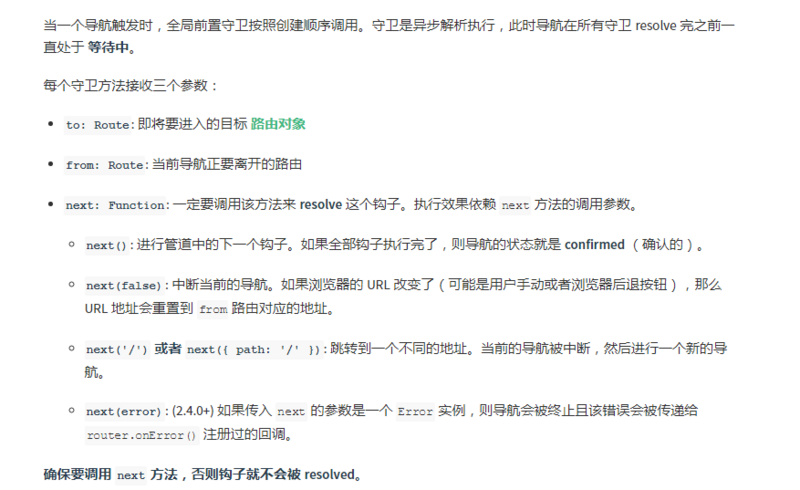 当一个导航触发时，全局前置守卫按照创建顺序调用。守卫是异步解析执行，此时导航在所有守卫 resolve 完之前一
直处于 等待中。
每个守卫方法接收三个参数：
to: Route: 即将要进入的目标 路由对象
from: Route: 当前导航正要离开的路由
next: Function: 一定要调用该方法来 resolve 这个钩子。执行效果依赖 next 方法的调用参数。
next(): 进行管道中的下一个钩子。如果全部钩子执行完了，则导航的状态就是 confirmed （确认的）。
next(false): 中断当前的导航。如果浏览器的 URL 改变了（可能是用户手动或者浏览器后退按钮），那么
URL 地址会重置到 from 路由对应的地址。
next('/') 或者 next({ path: '/' }): 跳转到一个不同的地址。当前的导航被中断，然后进行一个新的导
航。
next(error): (2.4.0+) 如果传入 next 的参数是一个 Error 实例，则导航会被终止且该错误会被传递给
router.onError() 注册过的回调。
确保要调用 next 方法，否则钩子就不会被 resolved。